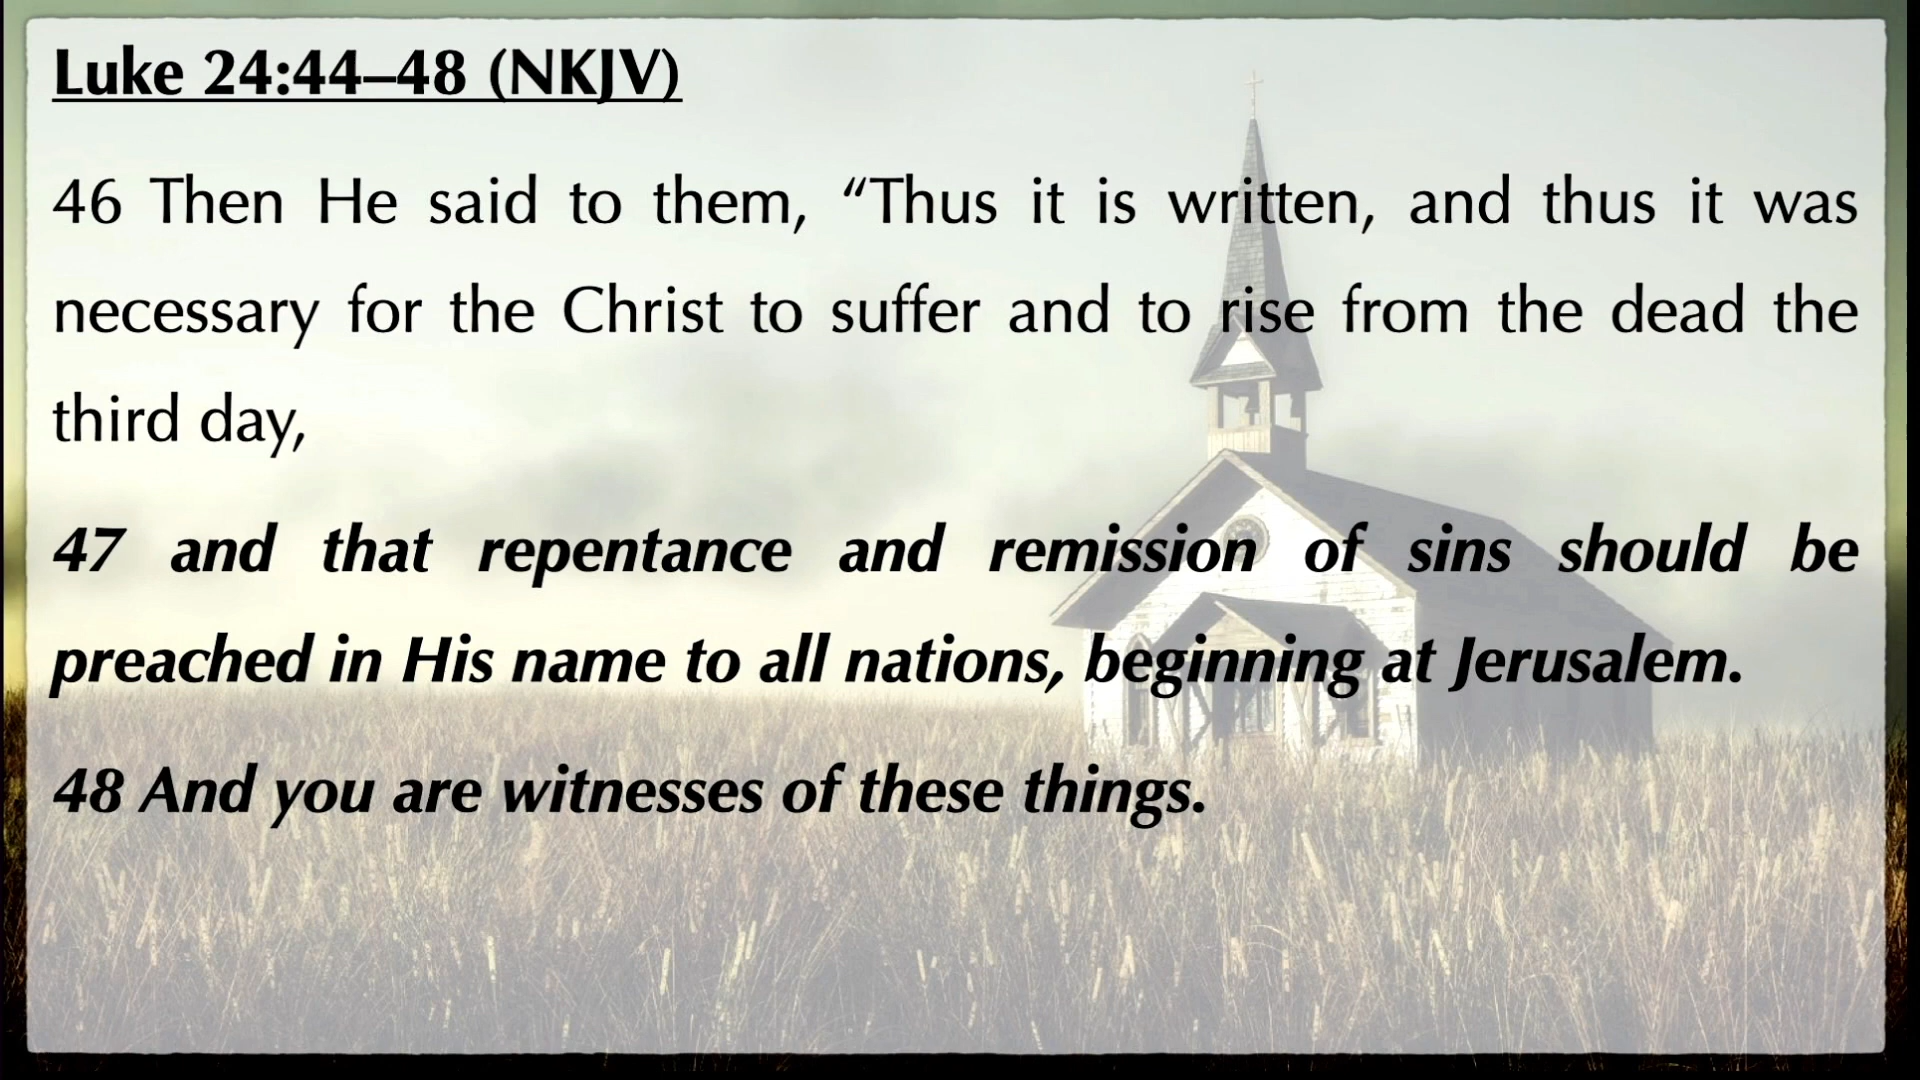 Luke 24:44–48 (NKJV)
46 Then He said to them, “Thus it is written, and thus it was
necessary for the Christ to suffer and to rise from the dead the
third day,
47 and that repentance and remission of sins should be
preached in His name to all nations, beginning at Jerusalem.
48 And you are witnesses of these things.